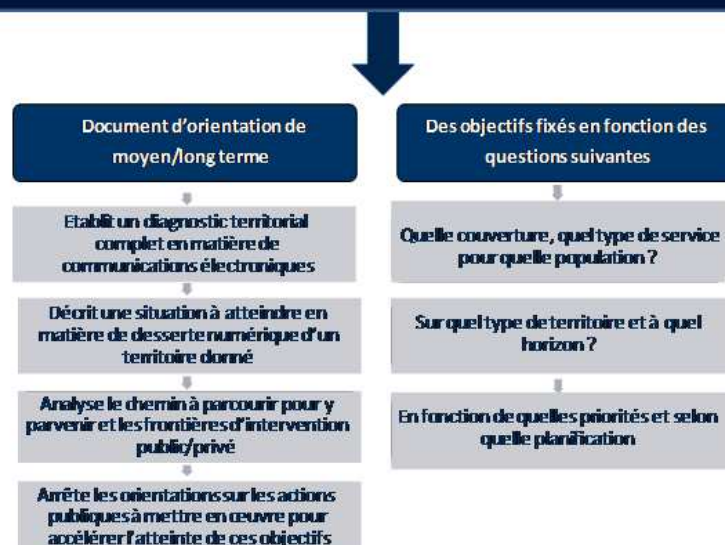 Document d'orientation de
moyen/long terme
Etablit un diagnostic territorial
complet en matière de
communications électroniques
Décrit une situation à atteindre en
matière de desserte numérique d'un
territoire donné
Analyse le chemin à parcourir pour y
parvenir et les frontières d'intervention
public/privé
Arrête les orientations sur les actions
publiques à mettre en œuvre pour
accélérer l'atteinte de ces objectifs
Des objectifs fixés en fonction des
questions suivantes
Quelle couverture, quel type de service
pour quelle population ?
Sur quel type de territoire et à quel
horizon ?
En fonction de quelles priorités et selon
quelle planification